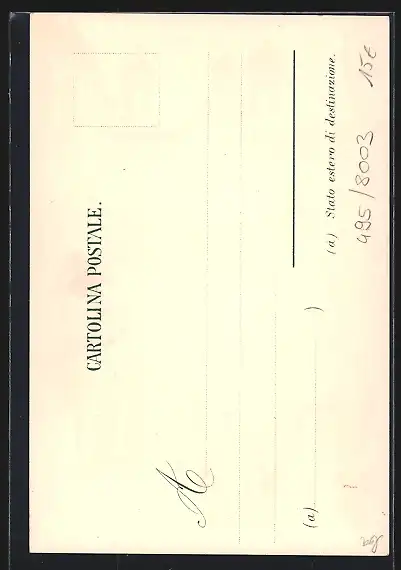 CARTOLINA POSTALE.
A
(a)
)
(a) Stato estero di destinazione.
495/8003 15€